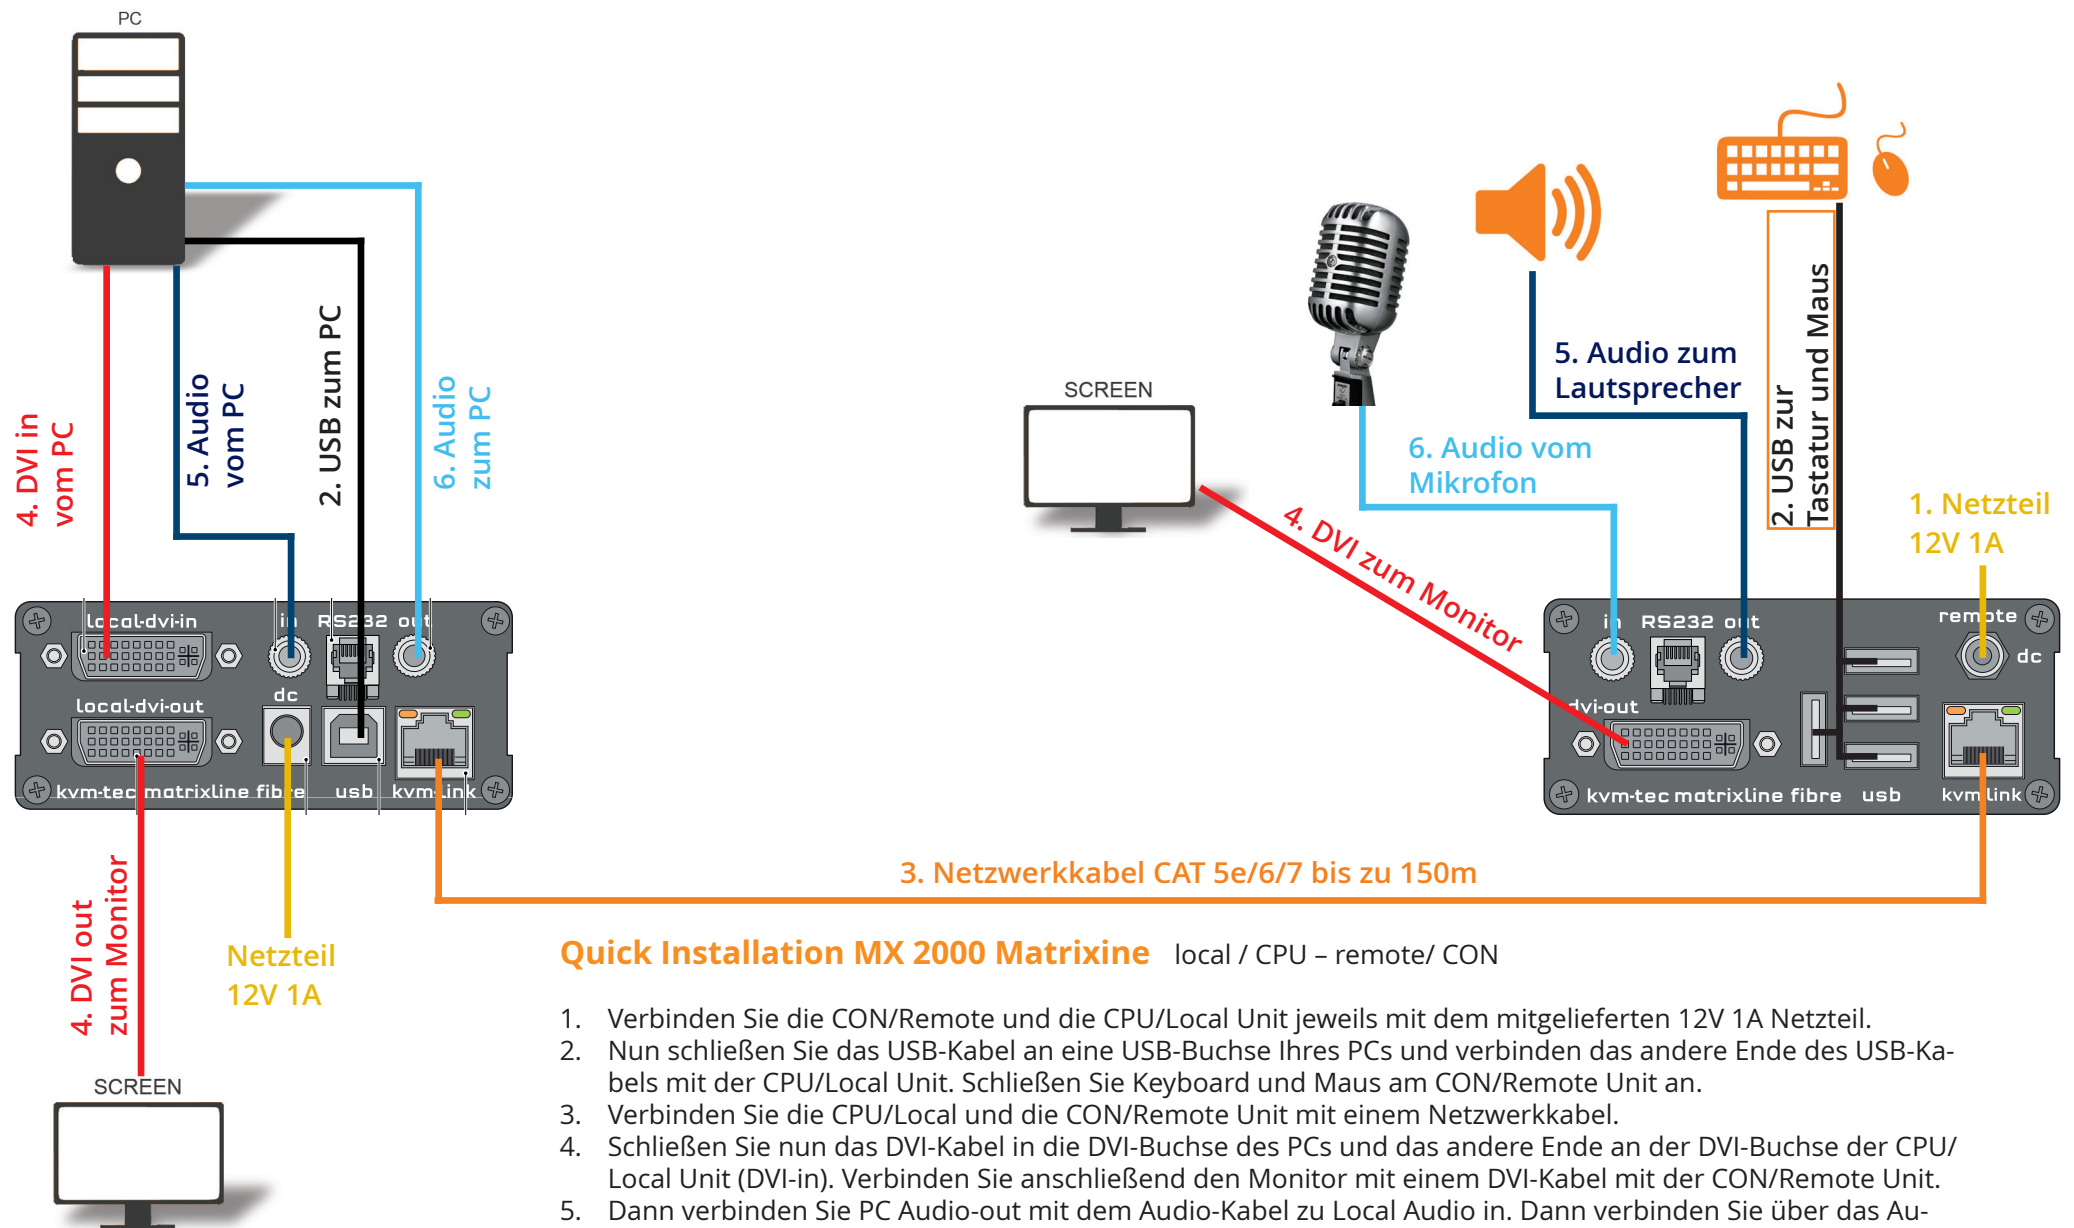 PC
4. DVI in
vom PC
5. Audio
vom PC
2. USB zum PC
6. Audio
zum PC
SCREEN
5. Audio zum
Lautsprecher
6. Audio vom
Mikrofon
4. DVI zum Monitor
2. USB zur
Tastatur und Maus
1. Netzteil
12V 1A
local-dvi-in
in
RS232
out
dc
local-dvi-out
kvm-tec matrixline fibre
usb
kvm-link
in
RS232
out
remote
dc
dvi-out
kvm-tec matrixline fibre
usb
kvm link
3. Netzwerkkabel CAT 5e/6/7 bis zu 150m
4. DVI out
zum Monitor
Netzteil
12V 1A
SCREEN
Quick Installation MX 2000 Matrixine local / CPU – remote/ CON
1. Verbinden Sie die CON/Remote und die CPU/Local Unit jeweils mit dem mitgelieferten 12V 1A Netzteil.
2. Nun schließen Sie das USB-Kabel an eine USB-Buchse Ihres PCs und verbinden das andere Ende des USB-Ka-
bels mit der CPU/Local Unit. Schließen Sie Keyboard und Maus am CON/Remote Unit an.
3. Verbinden Sie die CPU/Local und die CON/Remote Unit mit einem Netzwerkkabel.
4. Schließen Sie nun das DVI-Kabel in die DVI-Buchse des PCs und das andere Ende an der DVI-Buchse der CPU/
Local Unit (DVI-in). Verbinden Sie anschließend den Monitor mit einem DVI-Kabel mit der CON/Remote Unit.
5. Dann verbinden Sie PC Audio-out mit dem Audio-Kabel zu Local Audio in. Dann verbinden Sie über das Au-